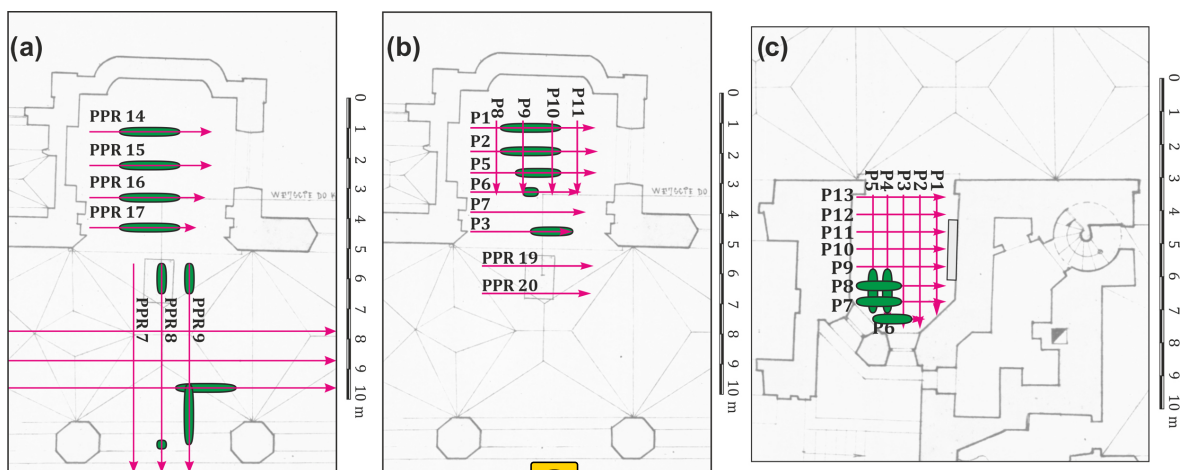 (a)
PPR 14
PPR 15
PPR 16
PPR 17
PPR 7
PPR 8
PPR 9
0
1
2
3
4
5
6
7
8
9
10 m
(b)
P8
P9
P10
P11
P1
P2
P5
P6
P7
P3
PPR 19
PPR 20
WEJŚCIE DO
0
1
2
3
4
5
6
7
8
9
10 m
(c)
P5
P4
P3
P2
P1
P13
P12
P11
P10
P9
P8
P7
P6
0
1
2
3
4
5
6
7
8
9
10 m